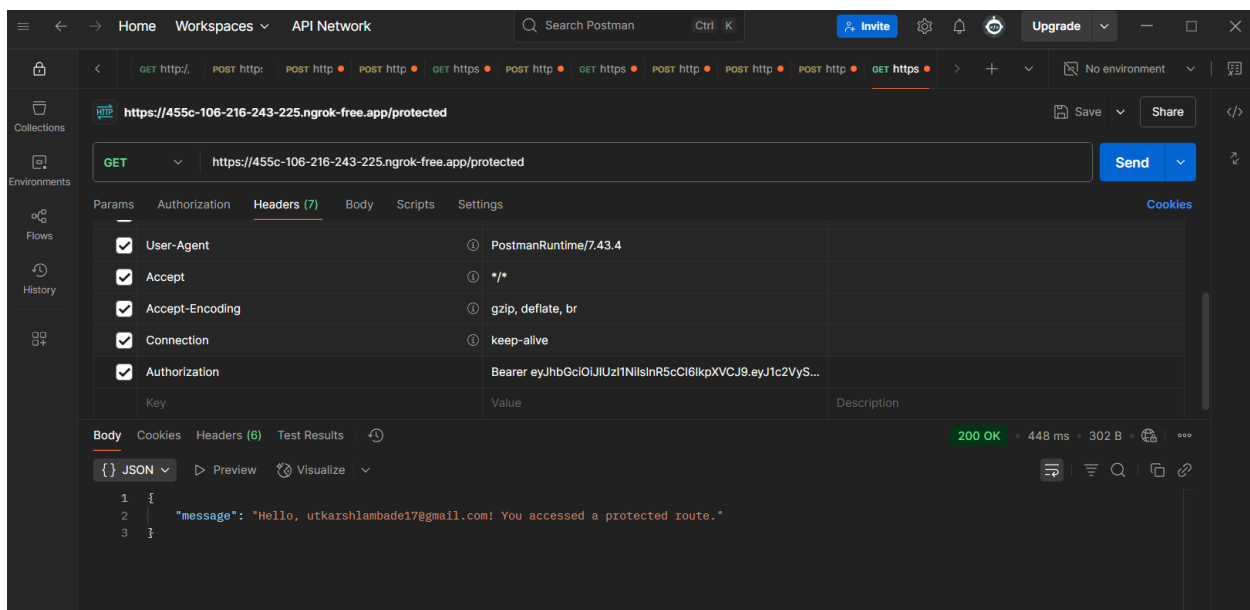 Home Workspaces API Network Search Postman Ctrl K Invite Upgrade
GET http:/, POST http: POST http POST http GET https POST http GET https POST http POST http POST http GET https No environment
Collections
Environments
Flows
History
HTTP https://455c-106-216-243-225.ngrok-free.app/protected Save Share
GET https://455c-106-216-243-225.ngrok-free.app/protected Send
Params Authorization Headers (7) Body Scripts Settings Cookies
User-Agent PostmanRuntime/7.43.4
Accept */*
Accept-Encoding gzip, deflate, br
Connection keep-alive
Authorization Bearer eyJhbGciOiJIUzI1NiIsInR5cCI6IkpXVCJ9.eyJ1c2VyS...
Key Value Description
Body Cookies Headers (6) Test Results 200 OK 448 ms 302 B
{} JSON Preview Visualize
1 {
2 "message": "Hello, utkarshlambade17@gmail.com! You accessed a protected route."
3 }